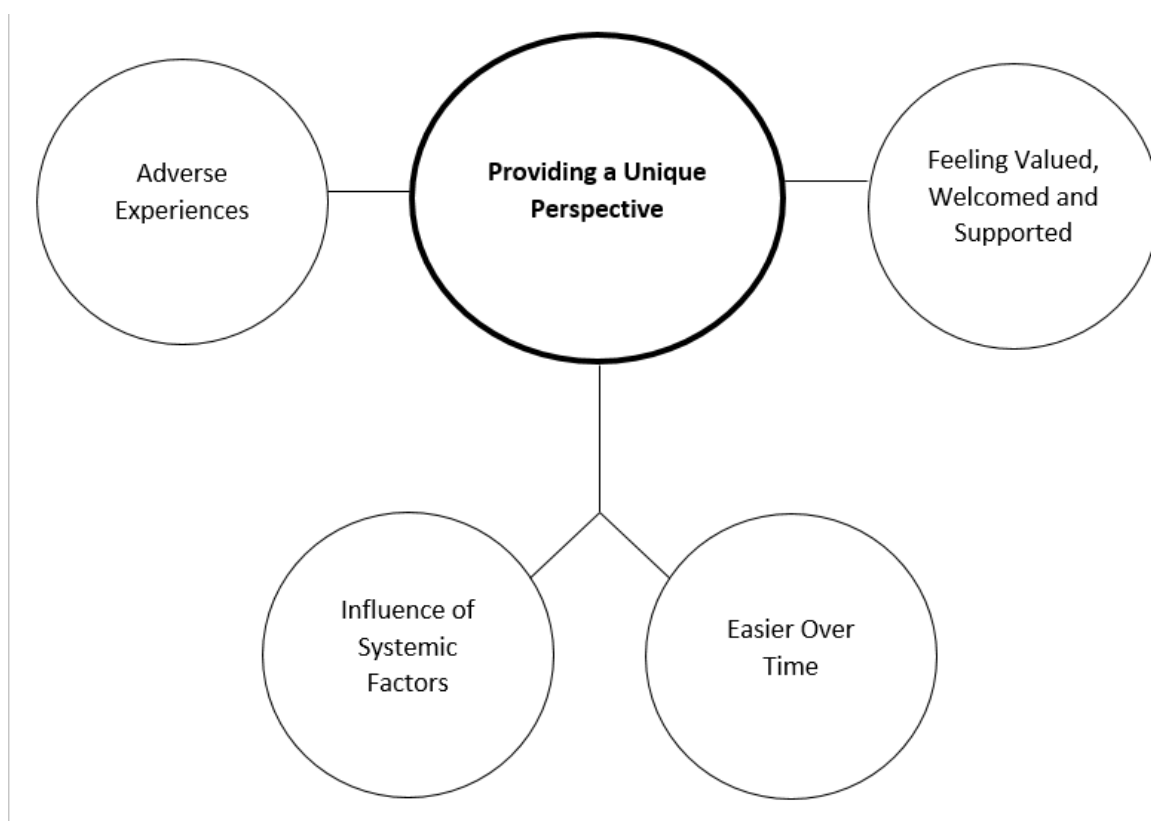 Adverse
Experiences
Providing a Unique
Perspective
Feeling Valued,
Welcomed and
Supported
Influence of
Systemic
Factors
Easier Over
Time